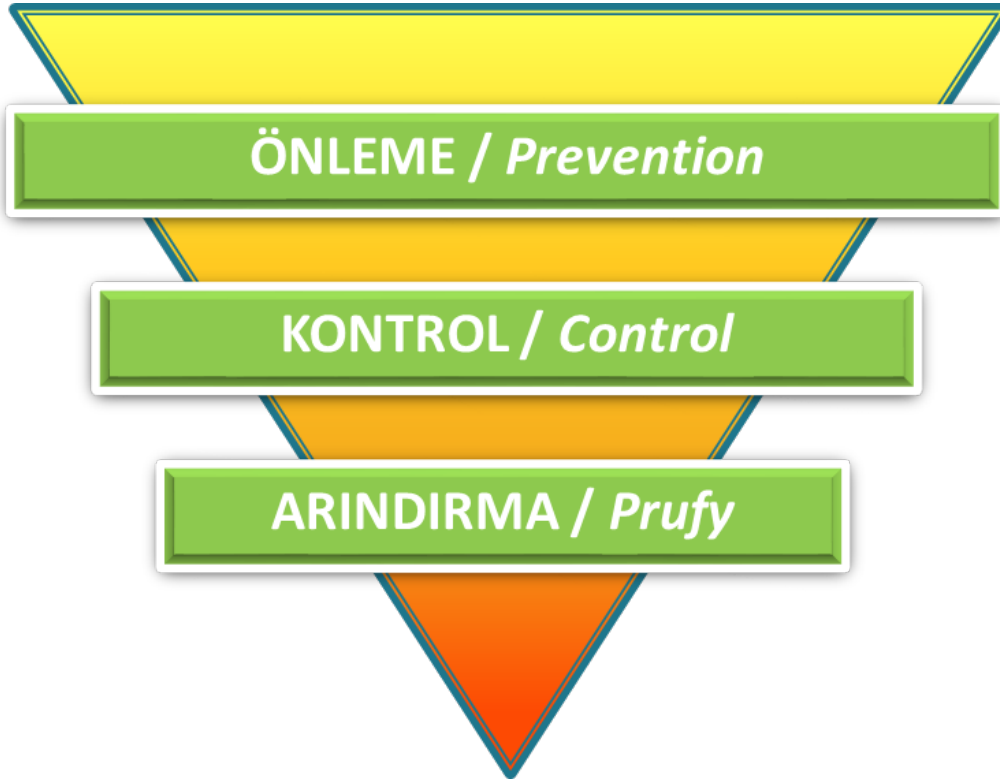 ÖNLEME / Prevention
KONTROL / Control
ARINDIRMA / Prufy